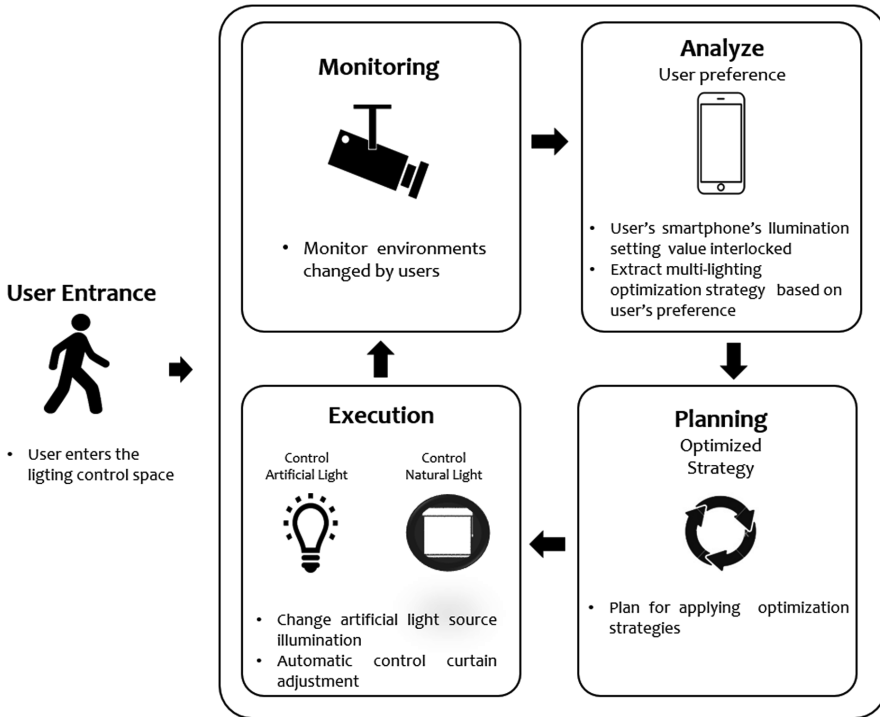 User Entrance
• User enters the
ligting control space
Monitoring
• Monitor environments
changed by users
Analyze
User preference
• User's smartphone's Ilumination
setting value interlocked
• Extract multi-lighting
optimization strategy based on
user's preference
Planning
Optimized
Strategy
• Plan for applying optimization
strategies
Execution
Control
Artificial Light
Control
Natural Light
• Change artificial light source
illumination
• Automatic control curtain
adjustment